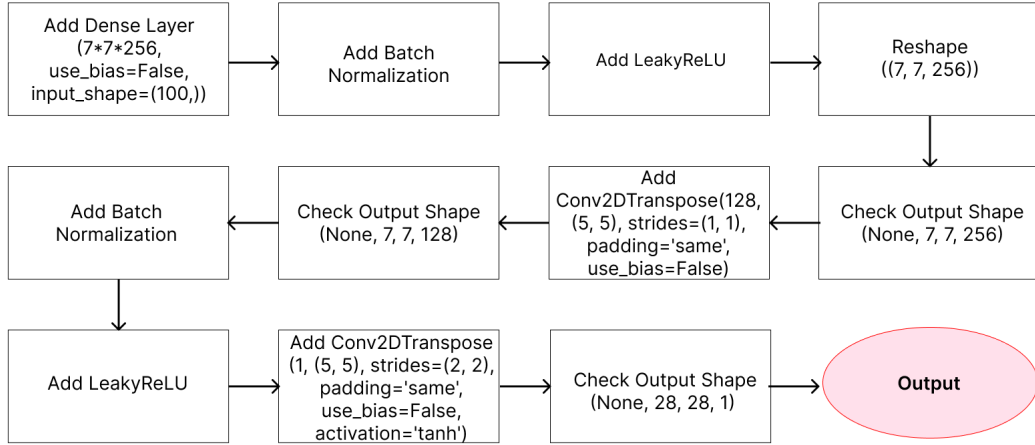 Add Dense Layer
(7*7*256,
use_bias=False,
input_shape=(100,))
Add Batch
Normalization
Add LeakyReLU
Reshape
((7, 7, 256))
Add Batch
Normalization
Check Output Shape
(None, 7, 7, 128)
Add
Conv2DTranspose(128,
(5, 5), strides=(1, 1),
padding='same',
use_bias=False)
Check Output Shape
(None, 7, 7, 256)
Add LeakyReLU
Add Conv2DTranspose
(1, (5, 5), strides=(2, 2),
padding='same',
use_bias=False,
activation='tanh')
Check Output Shape
(None, 28, 28, 1)
Output